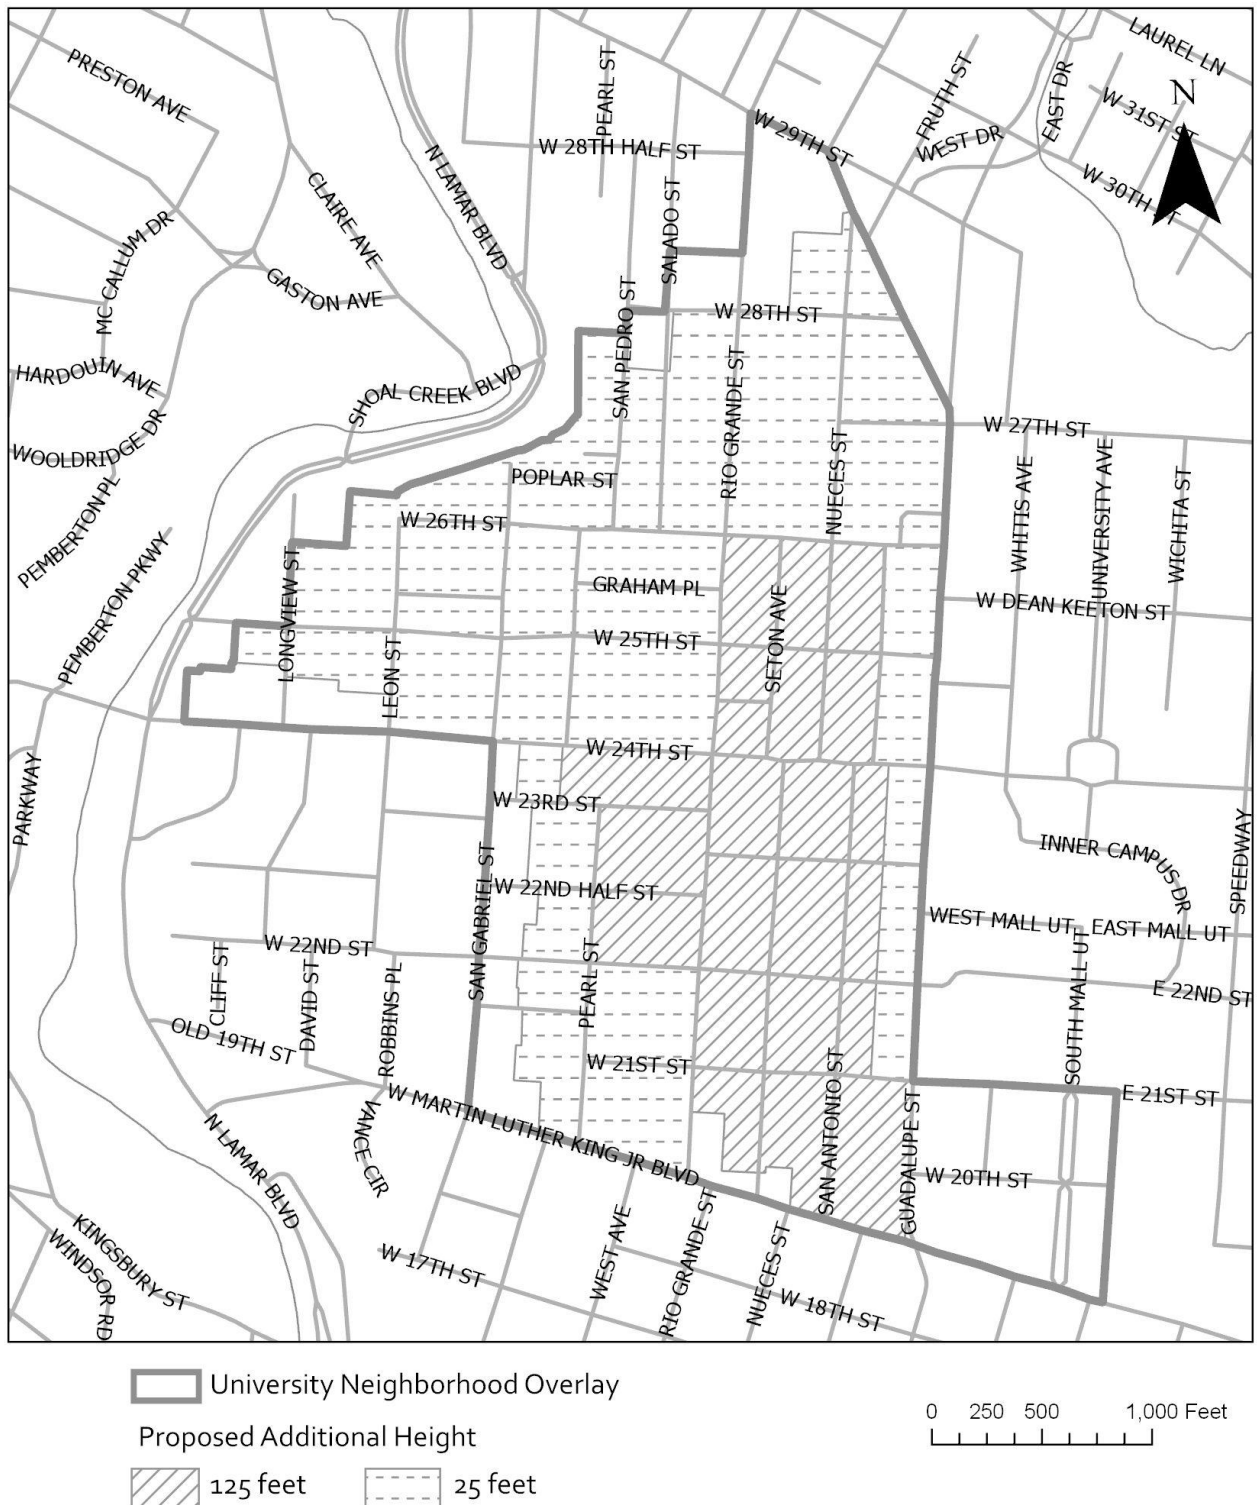 LAUREL LN
PRESTON AVE
PEARL ST
FRUTH ST
EAST DR
N
W 31ST ST
W 29TH ST
W 28TH HALF ST
WEST DR
N LAMAR BLVD
CLAIRE AVE
W 30TH ST
SALADO ST
MC CALLUM DR
GASTON AVE
W 28TH ST
SAN PEDRO ST
HARDOUIN AVE
SHOAL CREEK BLVD
RIO GRANDE ST
WOOLDRIDGE DR
W 27TH ST
NUECES ST
WHITIS AVE
UNIVERSITY AVE
WICHITA ST
POPLAR ST
PEMBERTON PL
W 26TH ST
PEMBERTON PKWY
LONGVIEW ST
GRAHAM PL
SETON AVE
W DEAN KEETON ST
W 25TH ST
LEON ST
W 24TH ST
PARKWAY
W 23RD ST
INNER CAMPUS DR
SPEEDWAY
SAN GABRIEL ST
W 22ND HALF ST
WEST MALL UT
EAST MALL UT
W 22ND ST
CLIFF ST
DAVID ST
ROBBINS PL
PEARL ST
SOUTH MALL UT
E 22ND ST
OLD 19TH ST
W 21ST ST
SAN ANTONIO ST
GUADALUPE ST
E 21ST ST
W MARTIN LUTHER KING JR BLVD
VANCE CIR
N LAMAR BLVD
W 20TH ST
KINGSBURY ST
WINDSOR RD
W 17TH ST
WEST AVE
RIO GRANDE ST
NUECES ST
W 18TH ST
University Neighborhood Overlay
Proposed Additional Height
125 feet 25 feet
0 250 500 1,000 Feet